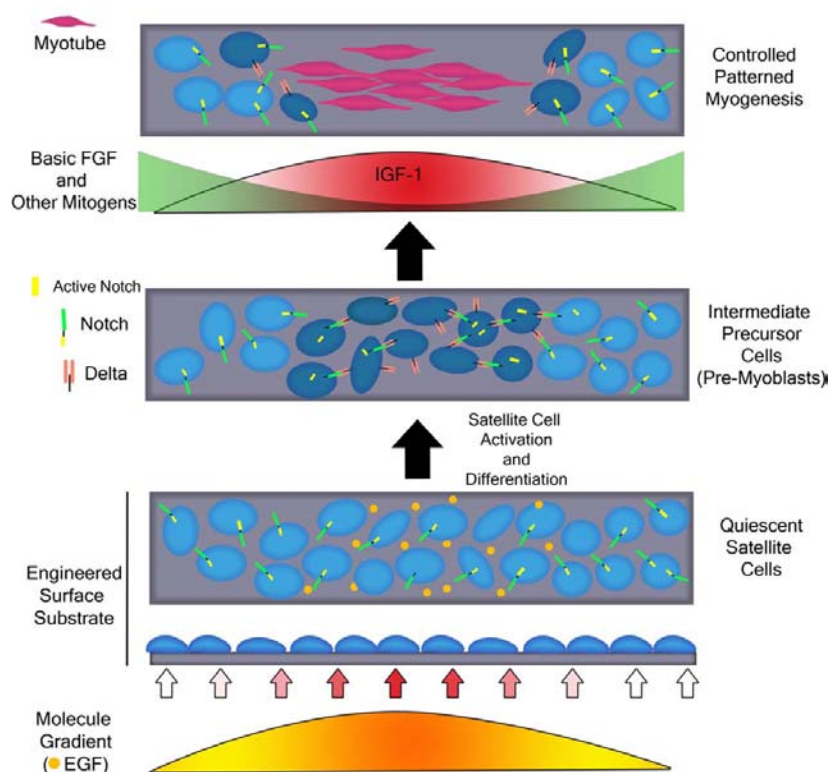 Myotube
Controlled
Patterned
Myogenesis
Basic FGF
and
Other Mitogens
IGF-1
Active Notch
Notch
Delta
Intermediate
Precursor
Cells
(Pre-Myoblasts)
Satellite Cell
Activation
and
Differentiation
Engineered
Surface
Substrate
Quiescent
Satellite
Cells
Molecule
Gradient
( EGF)